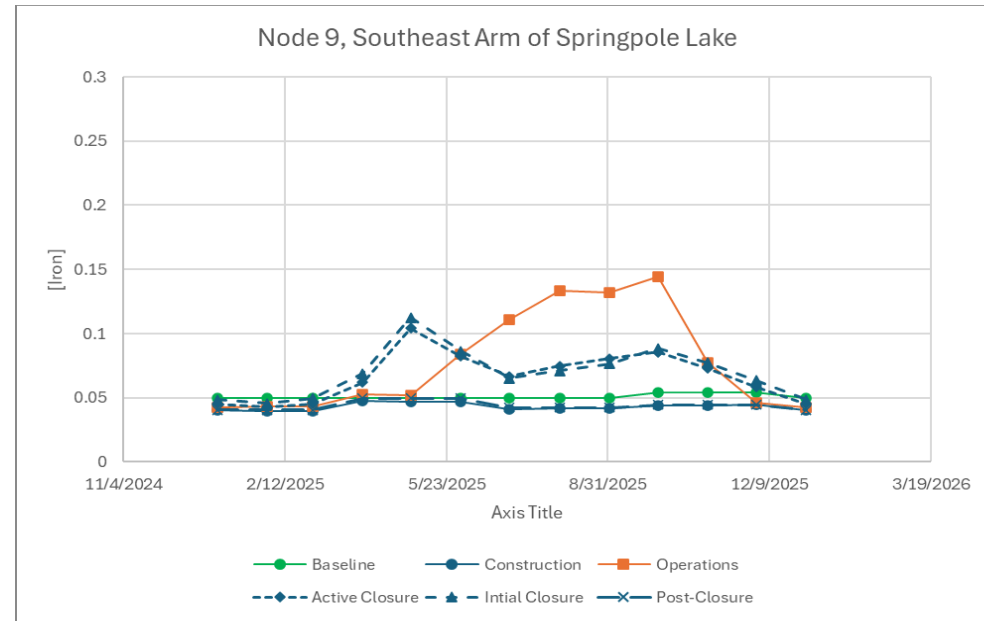 Node 9, Southeast Arm of Springpole Lake
0.3
0.25
0.2
0.15
0.1
0.05
0
[Iron]
11/4/2024 2/12/2025 5/23/2025 8/31/2025 12/9/2025 3/19/2026
Axis Title
Baseline Construction Operations
Active Closure Intial Closure Post-Closure